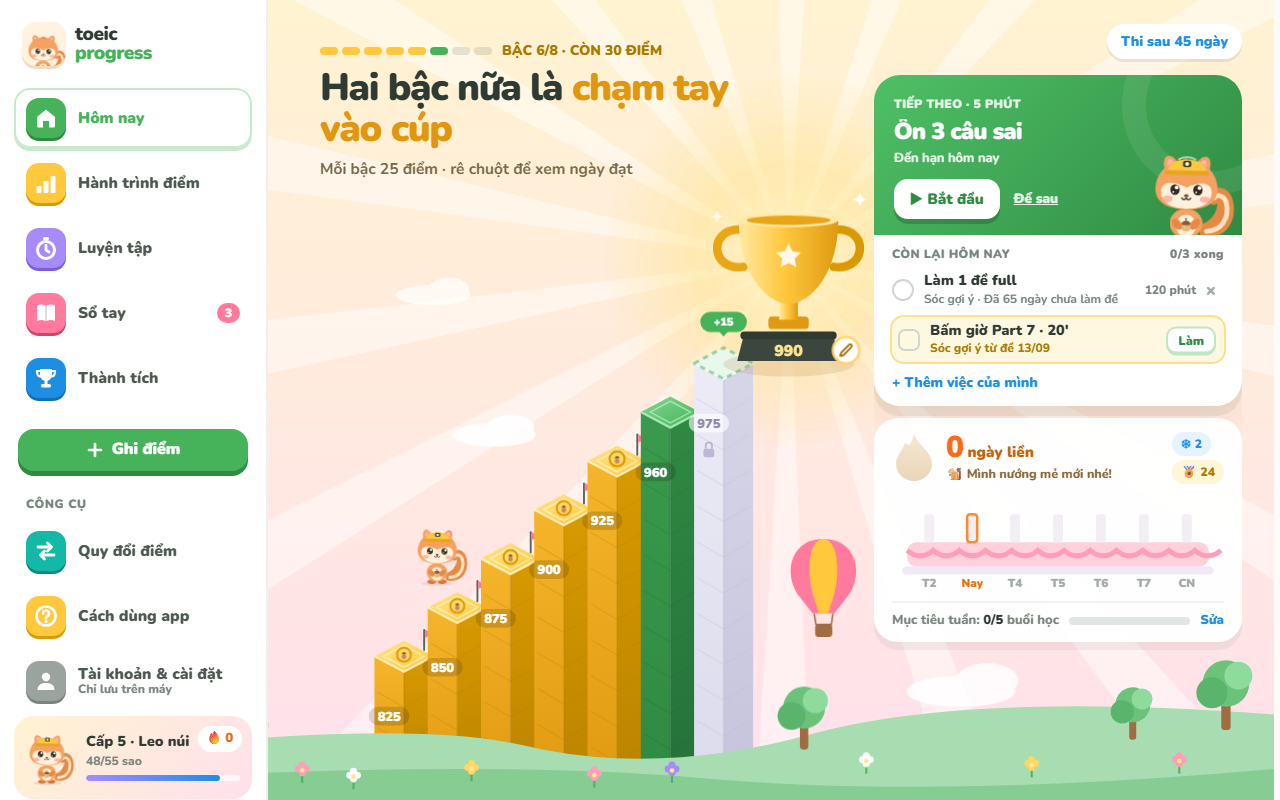 toeic
progress
Hôm nay
Hành trình điểm
Luyện tập
Sổ tay
3
Thành tích
+ Ghi điểm
CÔNG CỤ
Quy đổi điểm
Cách dùng app
Tài khoản & cài đặt
Chỉ lưu trên máy
Cấp 5 · Leo núi
0
48/55 sao
BẬC 6/8 · CÒN 30 ĐIỂM
Hai bậc nữa là chạm tay
vào cúp
Mỗi bậc 25 điểm · rê chuột để xem ngày đạt
+15
990
975
960
925
900
875
850
825
Thi sau 45 ngày
TIẾP THEO · 5 PHÚT
Ôn 3 câu sai
Đến hạn hôm nay
Bắt đầu
Để sau
CÒN LẠI HÔM NAY
0/3 xong
Làm 1 đề full
Sóc gợi ý · Đã 65 ngày chưa làm đề
120 phút ×
Bấm giờ Part 7 · 20'
Sóc gợi ý từ đề 13/09
Làm
+ Thêm việc của mình
0 ngày liền
2
Mình nướng mẻ mới nhé!
24
T2 Nay T4 T5 T6 T7 CN
Mục tiêu tuần: 0/5 buổi học
Sửa